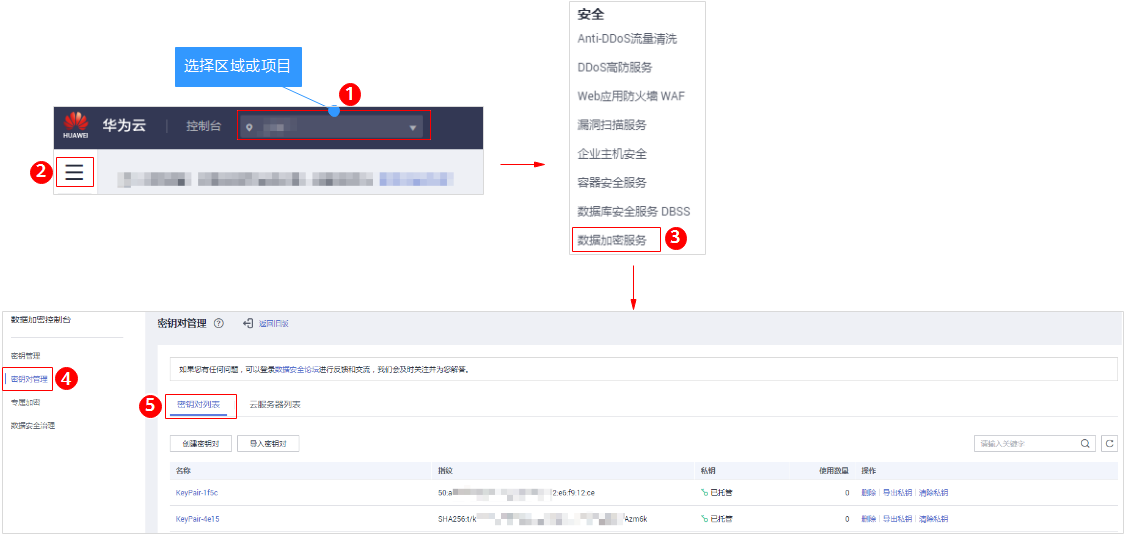 安全
Anti-DDoS流量清洗
DDoS高防服务
Web应用防火墙 WAF
漏洞扫描服务
企业主机安全
容器安全服务
数据库安全服务 DBSS
数据加密服务
3
选择区域或项目
1
HUAWEI
华为云
控制台
2
数据加密控制台
密钥管理
密钥对管理
4
专属加密
数据安全治理
密钥对管理
返回旧版
如果您有任何问题，可以登录数据安全论坛进行反馈和交流，我们会及时关注并为您解答。
5
密钥对列表
云服务器列表
创建密钥对
导入密钥对
请输入关键字
名称 指纹 私钥 使用数量 操作
KeyPair-1f5c 50:a 2:e6:f9:12:ce 已托管 0 删除 | 导出私钥 | 清除私钥
KeyPair-4e15 SHA256:t/k Azm6k 已托管 0 删除 | 导出私钥 | 清除私钥